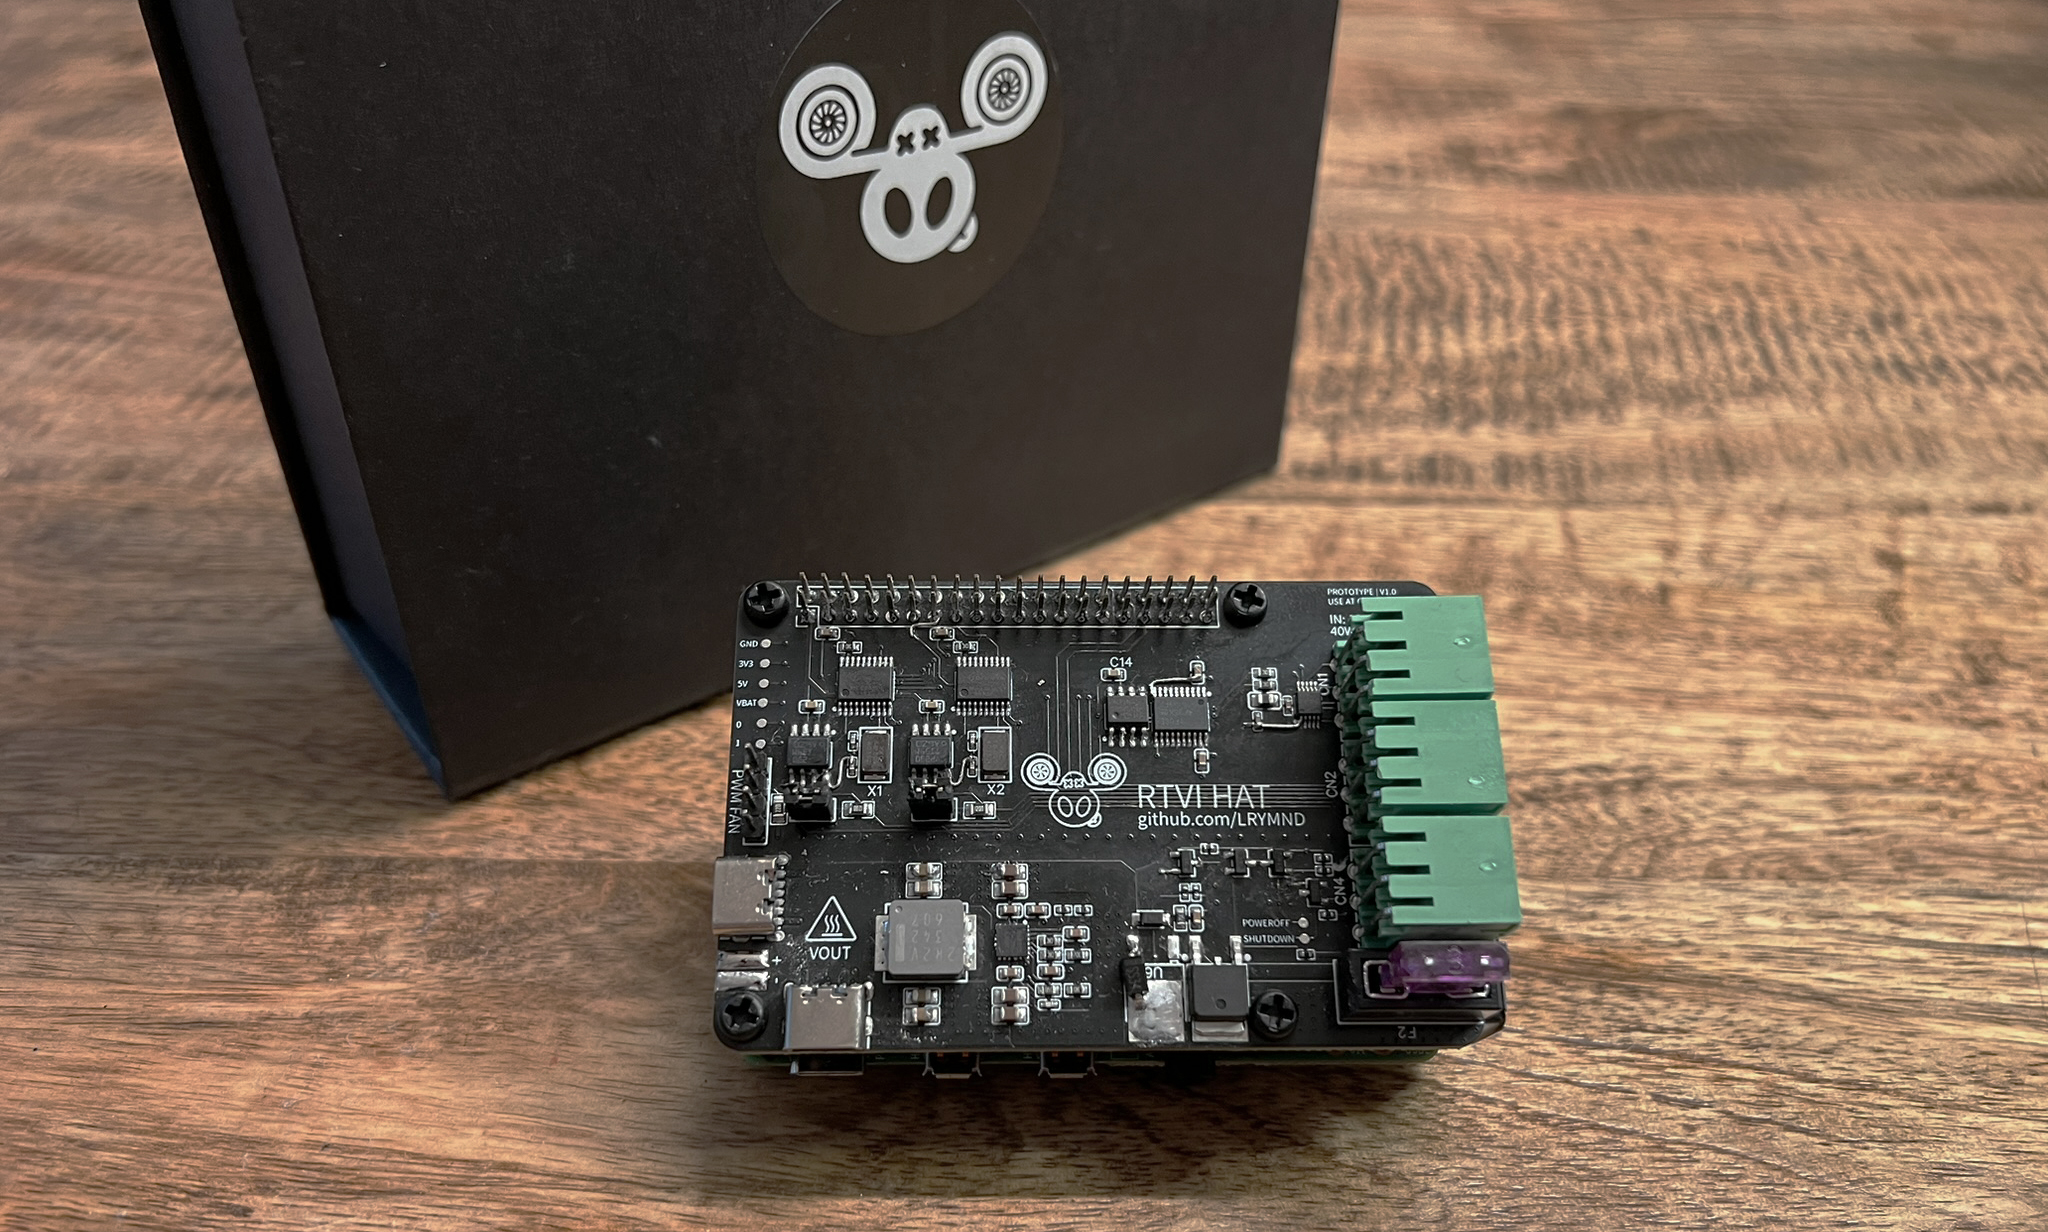 PROTOTYPE | V1.0
USE AT
IN:
40V
GND
3V3
5V
VBAT
0
1
PWM FAN
C14
CN1
X1
X2
RTVI HAT
github.com/LRYMND
CN2
CN4
VOUT
+
POWEROFF
SHUTDOWN
U9
F2